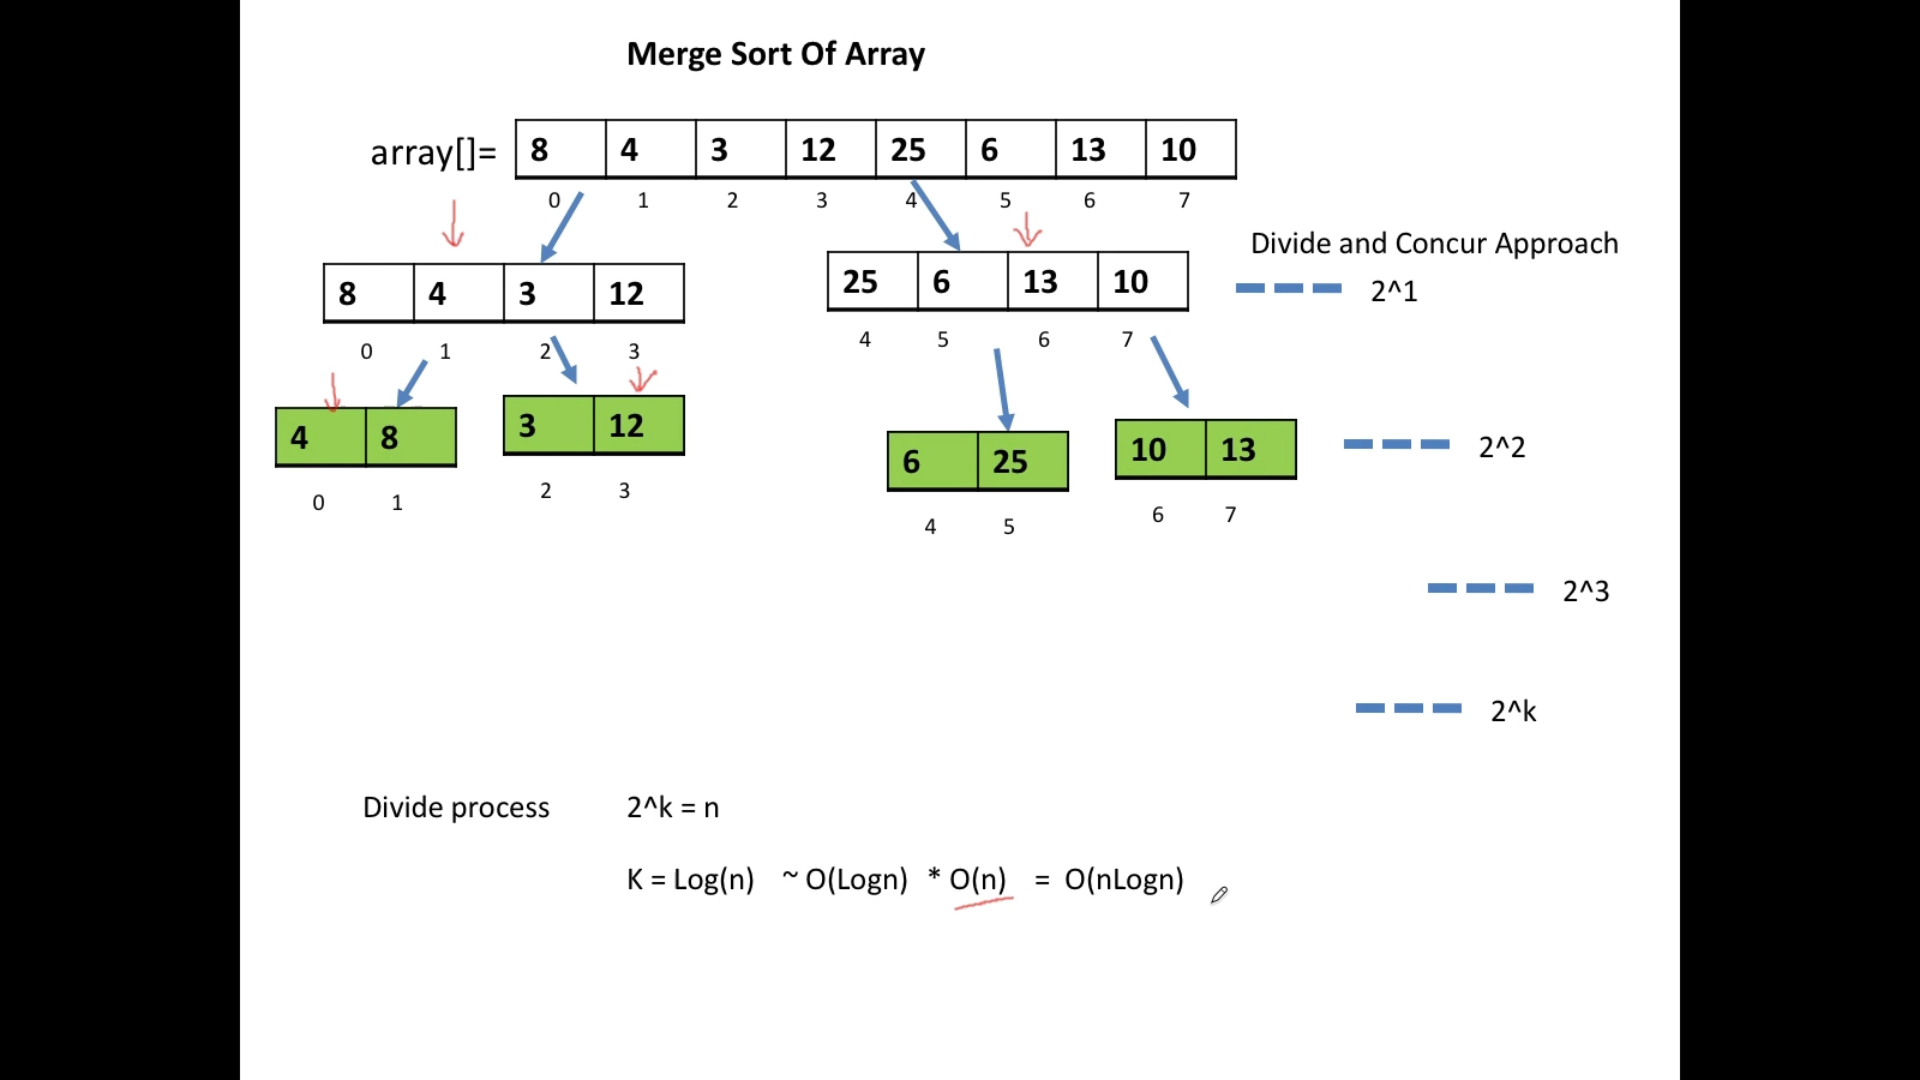 Merge Sort Of Array
array[]= 8 4 3 12 25 6 13 10
0 1 2 3 4 5 6 7
Divide and Concur Approach
8 4 3 12
25 6 13 10
2^1
0 1 2 3
4 5 6 7
4 8
3 12
6 25
10 13
2^2
0 1
2 3
4 5
6 7
2^3
2^k
Divide process 2^k = n
K = Log(n) ~ O(Logn) * O(n) = O(nLogn)